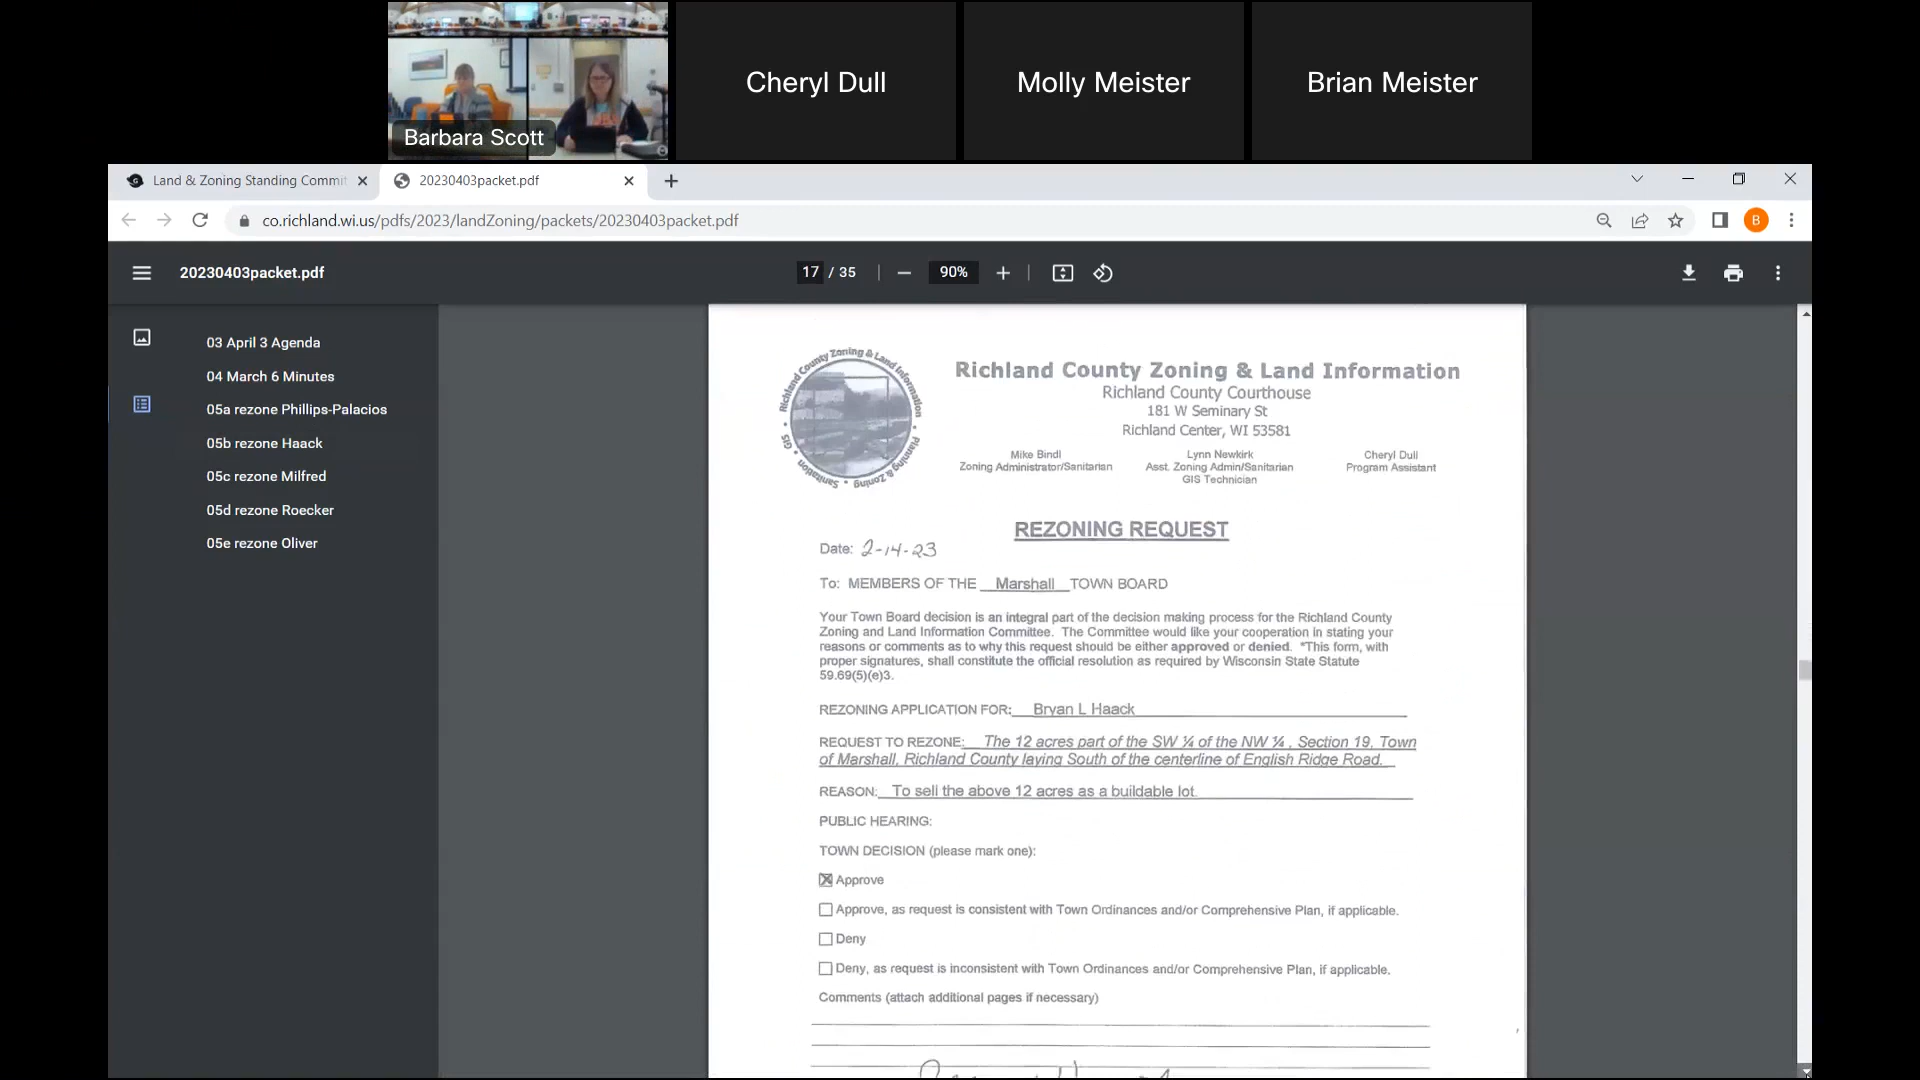 Cheryl Dull
Molly Meister
Brian Meister
Barbara Scott
Land & Zoning Standing Commit
20230403packet.pdf
co.richland.wi.us/pdfs/2023/landZoning/packets/20230403packet.pdf
B
20230403packet.pdf
17 / 35
90%
03 April 3 Agenda
04 March 6 Minutes
05a rezone Phillips-Palacios
05b rezone Haack
05c rezone Milfred
05d rezone Roecker
05e rezone Oliver
Richland County Zoning & Land Information • Planning & Zoning • Sanitation • GIS •
Richland County Zoning & Land Information
Richland County Courthouse
181 W Seminary St
Richland Center, WI 53581
Mike Bindl Lynn Newkirk Cheryl Dull
Zoning Administrator/Sanitarian Asst. Zoning Admin/Sanitarian Program Assistant
GIS Technician
REZONING REQUEST
Date: 2-14-23
To: MEMBERS OF THE Marshall TOWN BOARD
Your Town Board decision is an integral part of the decision making process for the Richland County
Zoning and Land Information Committee. The Committee would like your cooperation in stating your
reasons or comments as to why this request should be either approved or denied. *This form, with
proper signatures, shall constitute the official resolution as required by Wisconsin State Statute
59.69(5)(e)3.
REZONING APPLICATION FOR: Bryan L Haack
REQUEST TO REZONE: The 12 acres part of the SW ¼ of the NW ¼ , Section 19, Town
of Marshall, Richland County laying South of the centerline of English Ridge Road.
REASON: To sell the above 12 acres as a buildable lot.
PUBLIC HEARING:
TOWN DECISION (please mark one):
Approve
Approve, as request is consistent with Town Ordinances and/or Comprehensive Plan, if applicable.
Deny
Deny, as request is inconsistent with Town Ordinances and/or Comprehensive Plan, if applicable.
Comments (attach additional pages if necessary)